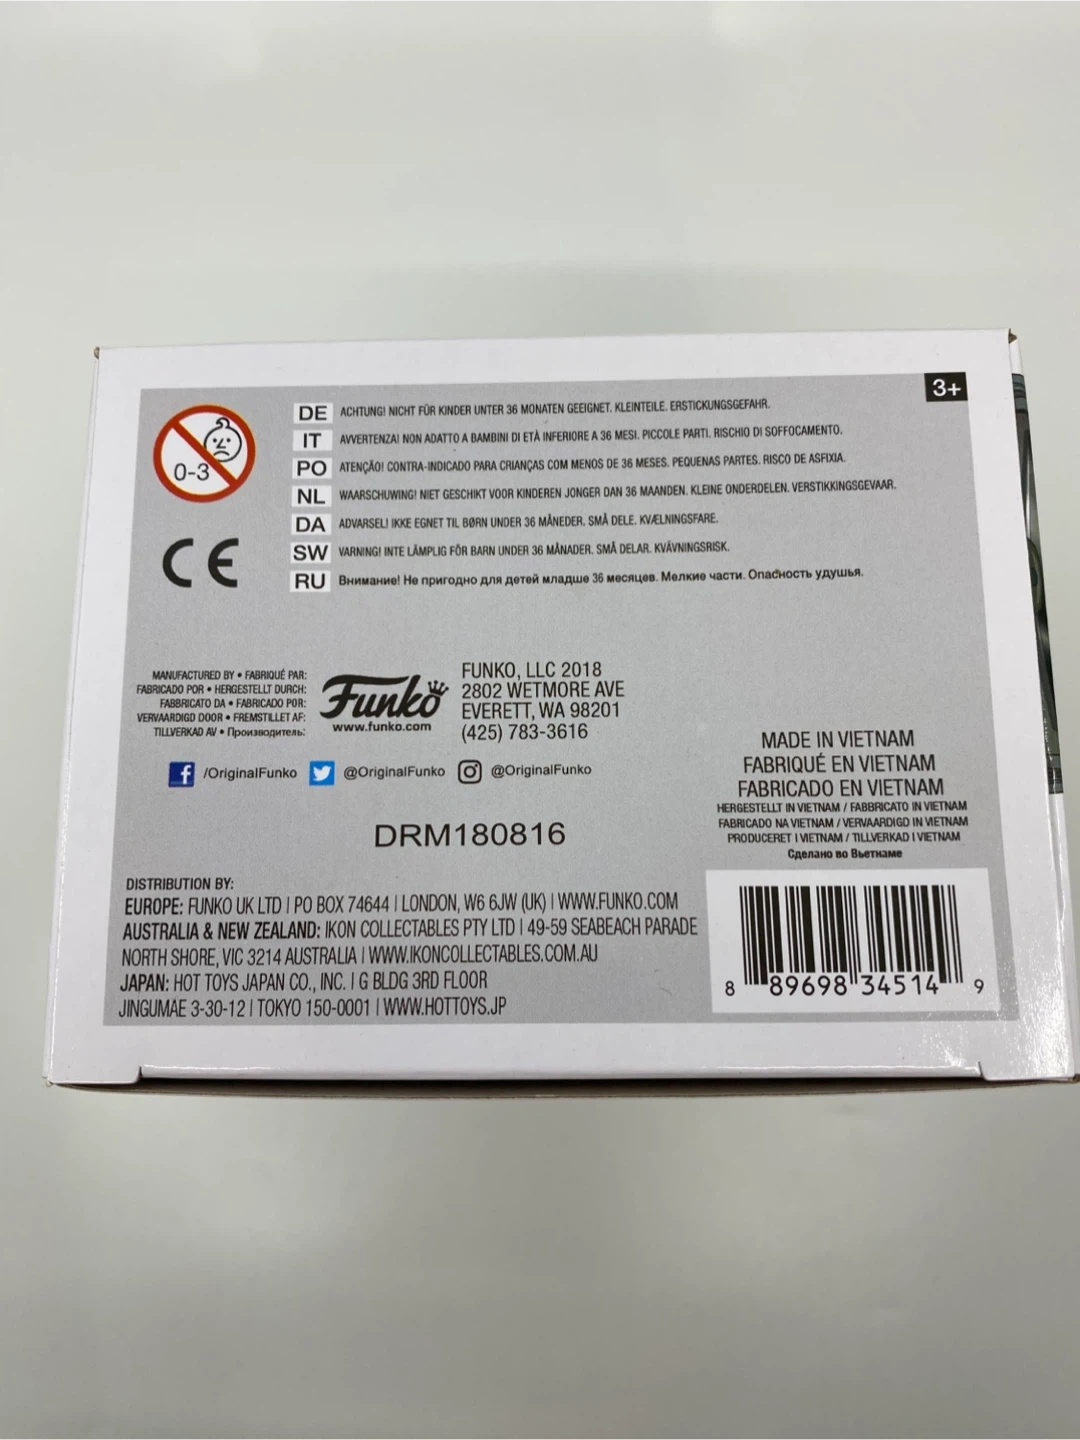 3+
0-3
DE ACHTUNG! NICHT FÜR KINDER UNTER 36 MONATEN GEEIGNET. KLEINTEILE. ERSTICKUNGSGEFAHR.
IT AVVERTENZA! NON ADATTO A BAMBINI DI ETÀ INFERIORE A 36 MESI. PICCOLE PARTI. RISCHIO DI SOFFOCAMENTO.
PO ATENÇÃO! CONTRA-INDICADO PARA CRIANÇAS COM MENOS DE 36 MESES. PEQUENAS PARTES. RISCO DE ASFIXIA.
NL WAARSCHUWING! NIET GESCHIKT VOOR KINDEREN JONGER DAN 36 MAANDEN. KLEINE ONDERDELEN. VERSTIKKINGSGEVAAR.
DA ADVARSEL! IKKE EGNET TIL BØRN UNDER 36 MÅNEDER. SMÅ DELE. KVÆLNINGSFARE.
SW VARNING! INTE LÄMPLIG FÖR BARN UNDER 36 MÅNADER. SMÅ DELAR. KVÄVNINGSRISK.
RU Внимание! Не пригодно для детей младше 36 месяцев. Мелкие части. Опасность удушья.
CE
MANUFACTURED BY • FABRIQUÉ PAR:
FABRICADO POR • HERGESTELLT DURCH:
FABBRICATO DA • FABRICADO POR:
VERVAARDIGD DOOR • FREMSTILLET AF:
TILLVERKAD AV • Производитель:
Funko
www.funko.com
FUNKO, LLC 2018
2802 WETMORE AVE
EVERETT, WA 98201
(425) 783-3616
f /OriginalFunko @OriginalFunko @OriginalFunko
DRM180816
MADE IN VIETNAM
FABRIQUÉ EN VIETNAM
FABRICADO EN VIETNAM
HERGESTELLT IN VIETNAM / FABBRICATO IN VIETNAM
FABRICADO NA VIETNAM / VERVAARDIGD IN VIETNAM
PRODUCERET I VIETNAM / TILLVERKAD I VIETNAM
Сделано во Вьетнаме
DISTRIBUTION BY:
EUROPE: FUNKO UK LTD | PO BOX 74644 | LONDON, W6 6JW (UK) | WWW.FUNKO.COM
AUSTRALIA & NEW ZEALAND: IKON COLLECTABLES PTY LTD | 49-59 SEABEACH PARADE
NORTH SHORE, VIC 3214 AUSTRALIA | WWW.IKONCOLLECTABLES.COM.AU
JAPAN: HOT TOYS JAPAN CO., INC. | G BLDG 3RD FLOOR
JINGUMAE 3-30-12 | TOKYO 150-0001 | WWW.HOTTOYS.JP
8 89698 34514 9